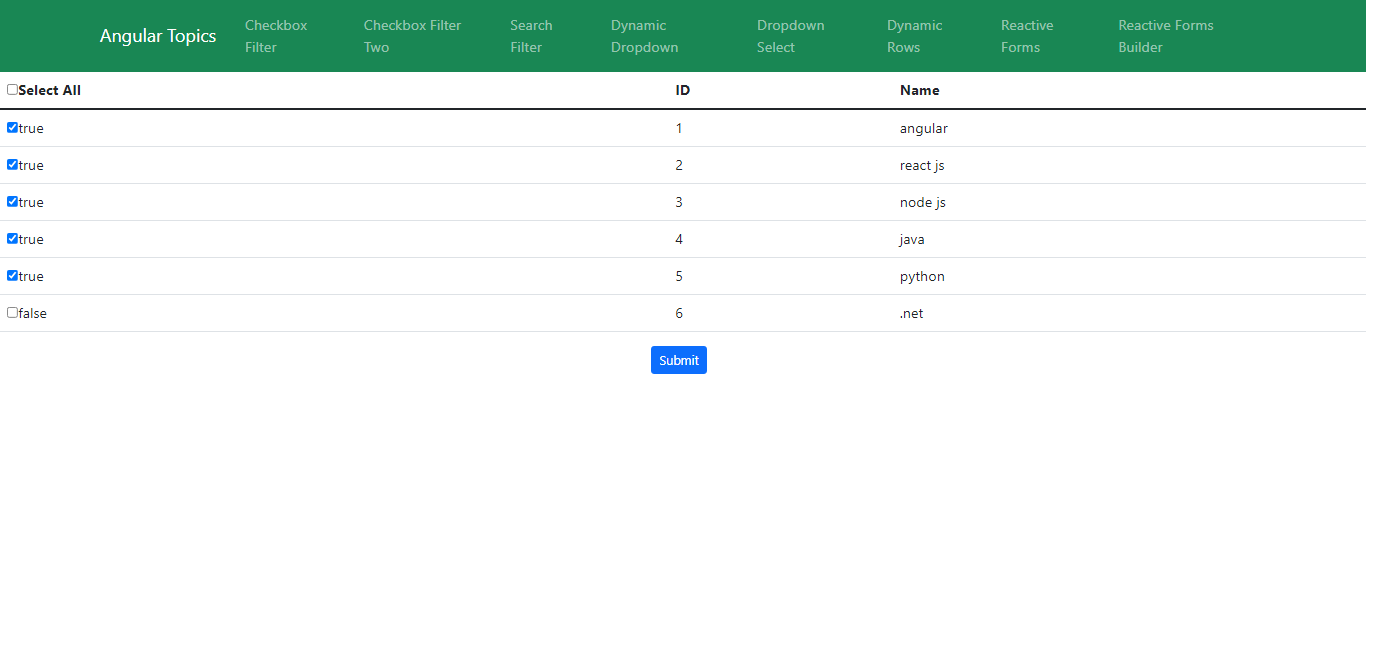 Angular Topics
Checkbox
Filter
Checkbox Filter
Two
Search
Filter
Dynamic
Dropdown
Dropdown
Select
Dynamic
Rows
Reactive
Forms
Reactive Forms
Builder
Select All ID Name
true 1 angular
true 2 react js
true 3 node js
true 4 java
true 5 python
false 6 .net
Submit